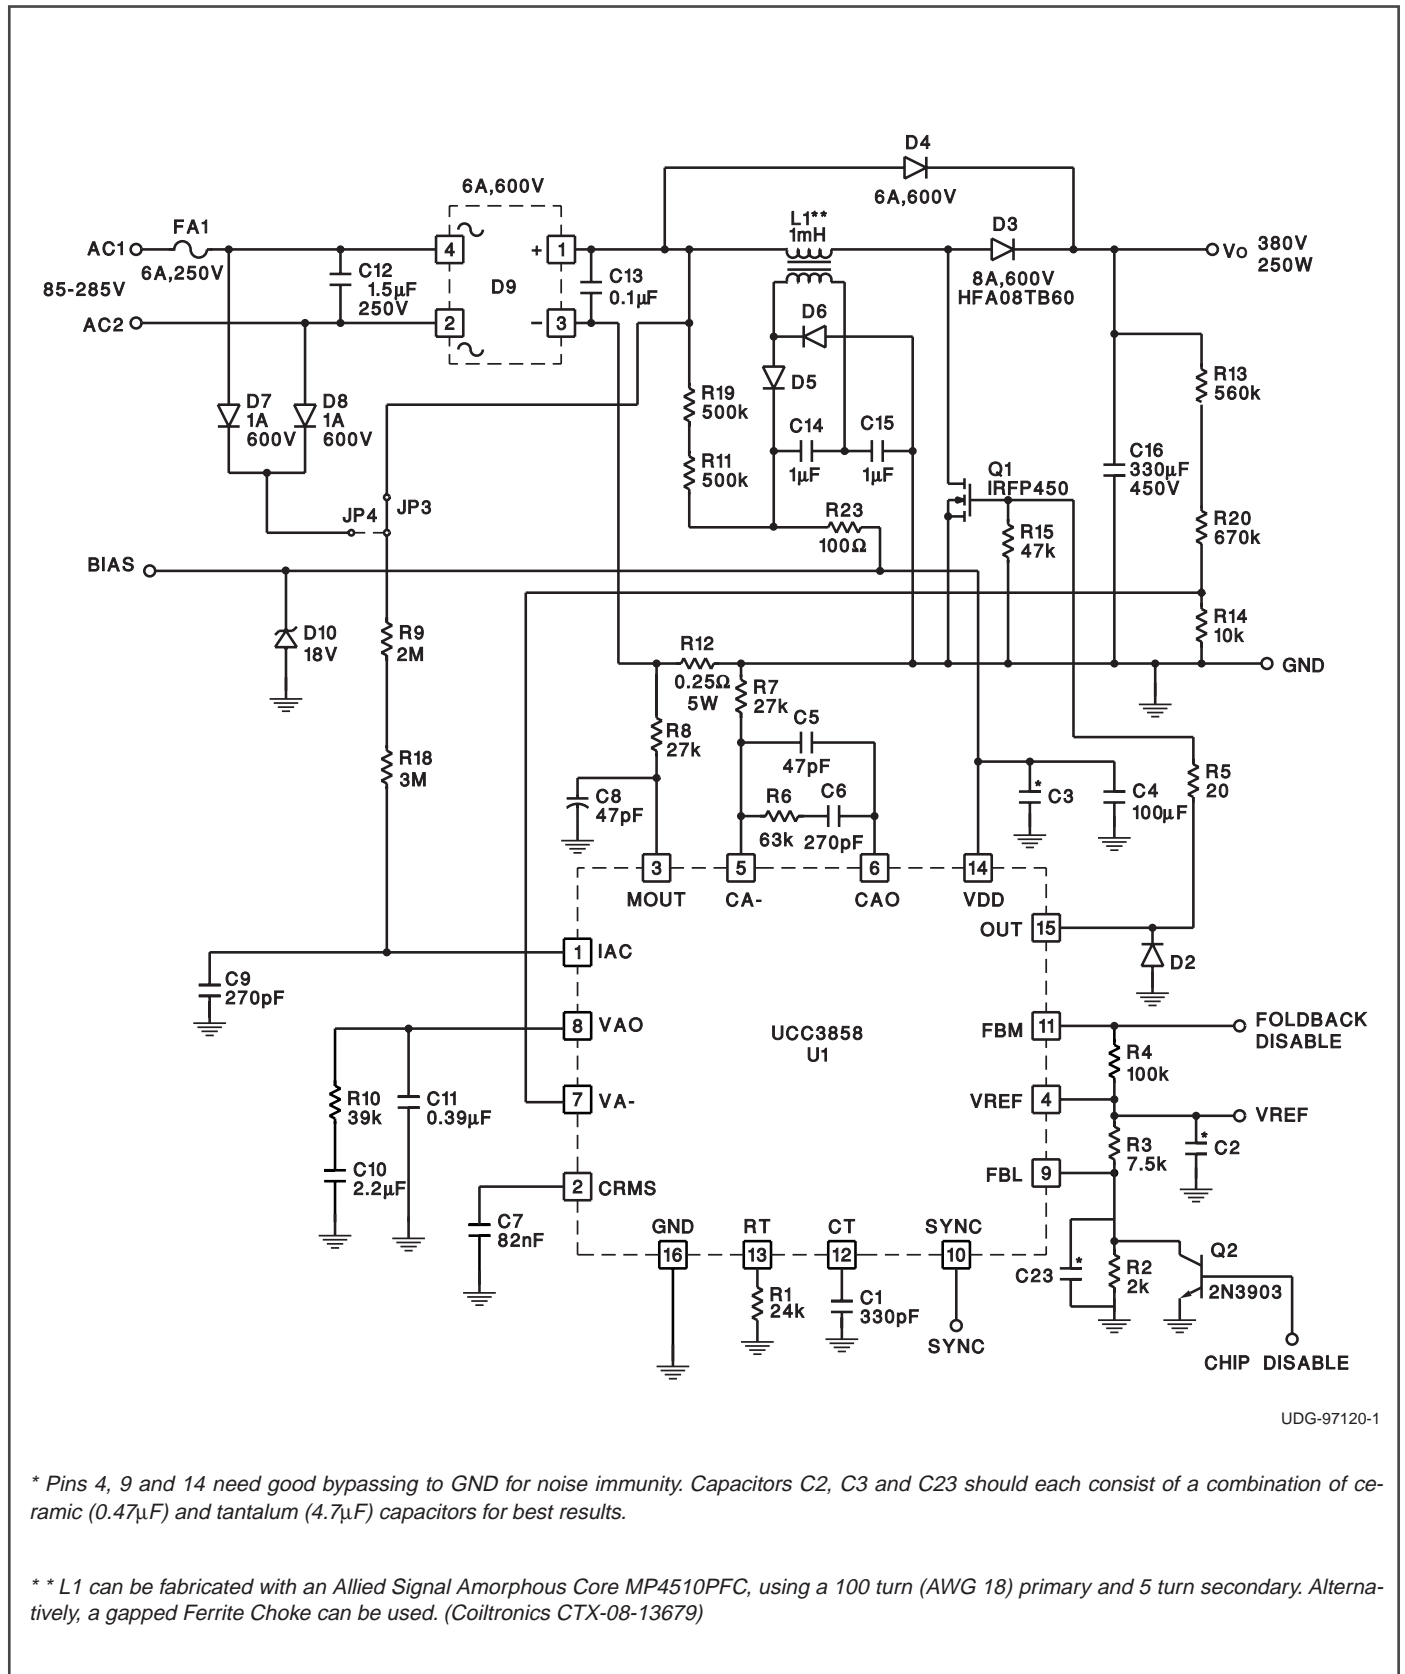 D4
6A,600V
6A,600V
FA1
AC1
6A,250V
85-285V
AC2
4
1
+
D9
2
3
–
C12
1.5µF
250V
C13
0.1µF
L1**
1mH
D3
8A,600V
HFA08TB60
VO
380V
250W
D6
D5
D7
1A
600V
D8
1A
600V
R19
500k
R11
500k
C14
1µF
C15
1µF
R13
560k
C16
330µF
450V
Q1
IRFP450
JP4
JP3
R23
100Ω
R15
47k
R20
670k
BIAS
D10
18V
R9
2M
R14
10k
R12
0.25Ω
5W
GND
R7
27k
R8
27k
C5
47pF
R18
3M
C8
47pF
R6
63k
C6
270pF
*
C3
C4
100µF
R5
20
3
5
6
14
MOUT
CA-
CAO
VDD
OUT
15
D2
1
IAC
C9
270pF
8
VAO
UCC3858
U1
FBM
11
FOLDBACK
DISABLE
R4
100k
R10
39k
C11
0.39µF
7
VA-
VREF
4
VREF
R3
7.5k
*
C2
C10
2.2µF
2
CRMS
FBL
9
C7
82nF
GND
RT
CT
SYNC
16
13
12
10
R1
24k
C1
330pF
SYNC
C23
*
R2
2k
Q2
2N3903
CHIP DISABLE
UDG-97120-1
* Pins 4, 9 and 14 need good bypassing to GND for noise immunity. Capacitors C2, C3 and C23 should each consist of a combination of ce-
ramic (0.47µF) and tantalum (4.7µF) capacitors for best results.
* * L1 can be fabricated with an Allied Signal Amorphous Core MP4510PFC, using a 100 turn (AWG 18) primary and 5 turn secondary. Alterna-
tively, a gapped Ferrite Choke can be used. (Coiltronics CTX-08-13679)